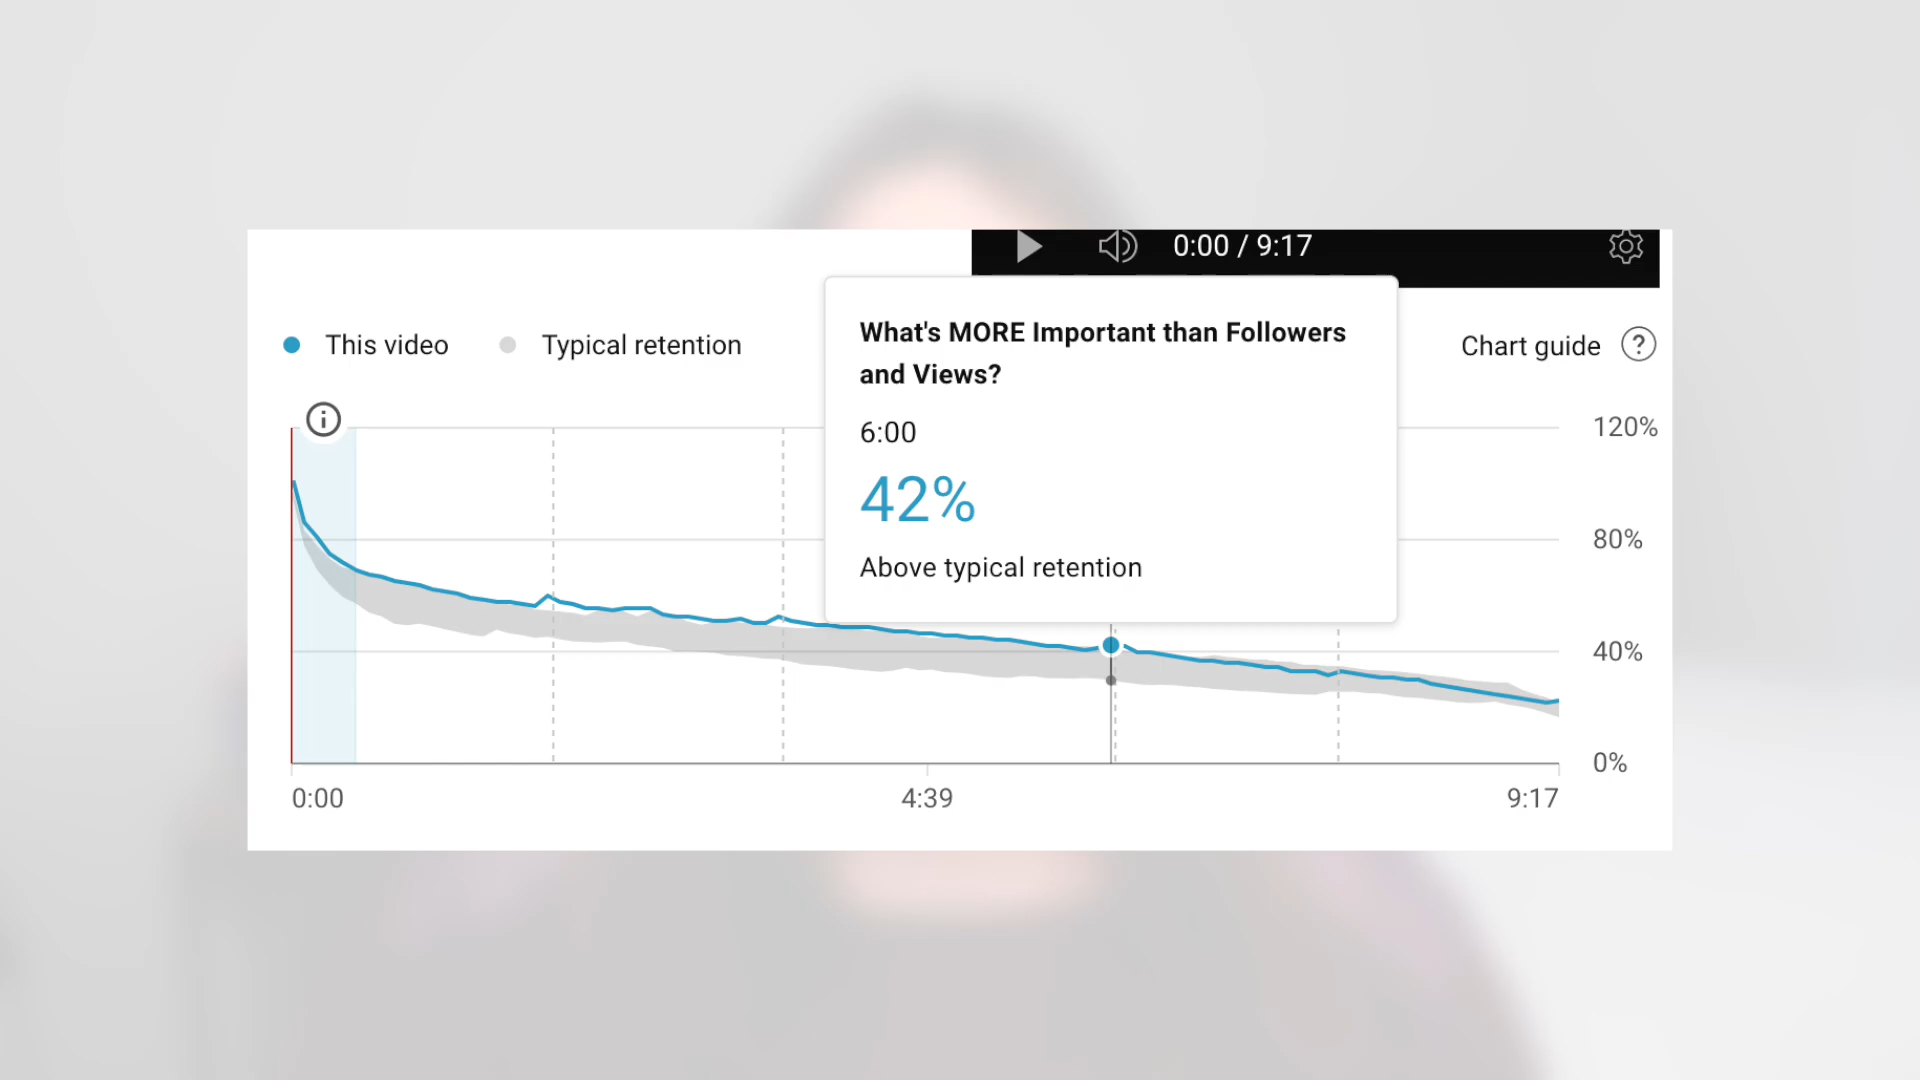 0:00 / 9:17
This video
Typical retention
What's MORE Important than Followers
and Views?
6:00
42%
Above typical retention
Chart guide ?
120%
80%
40%
0%
0:00
4:39
9:17